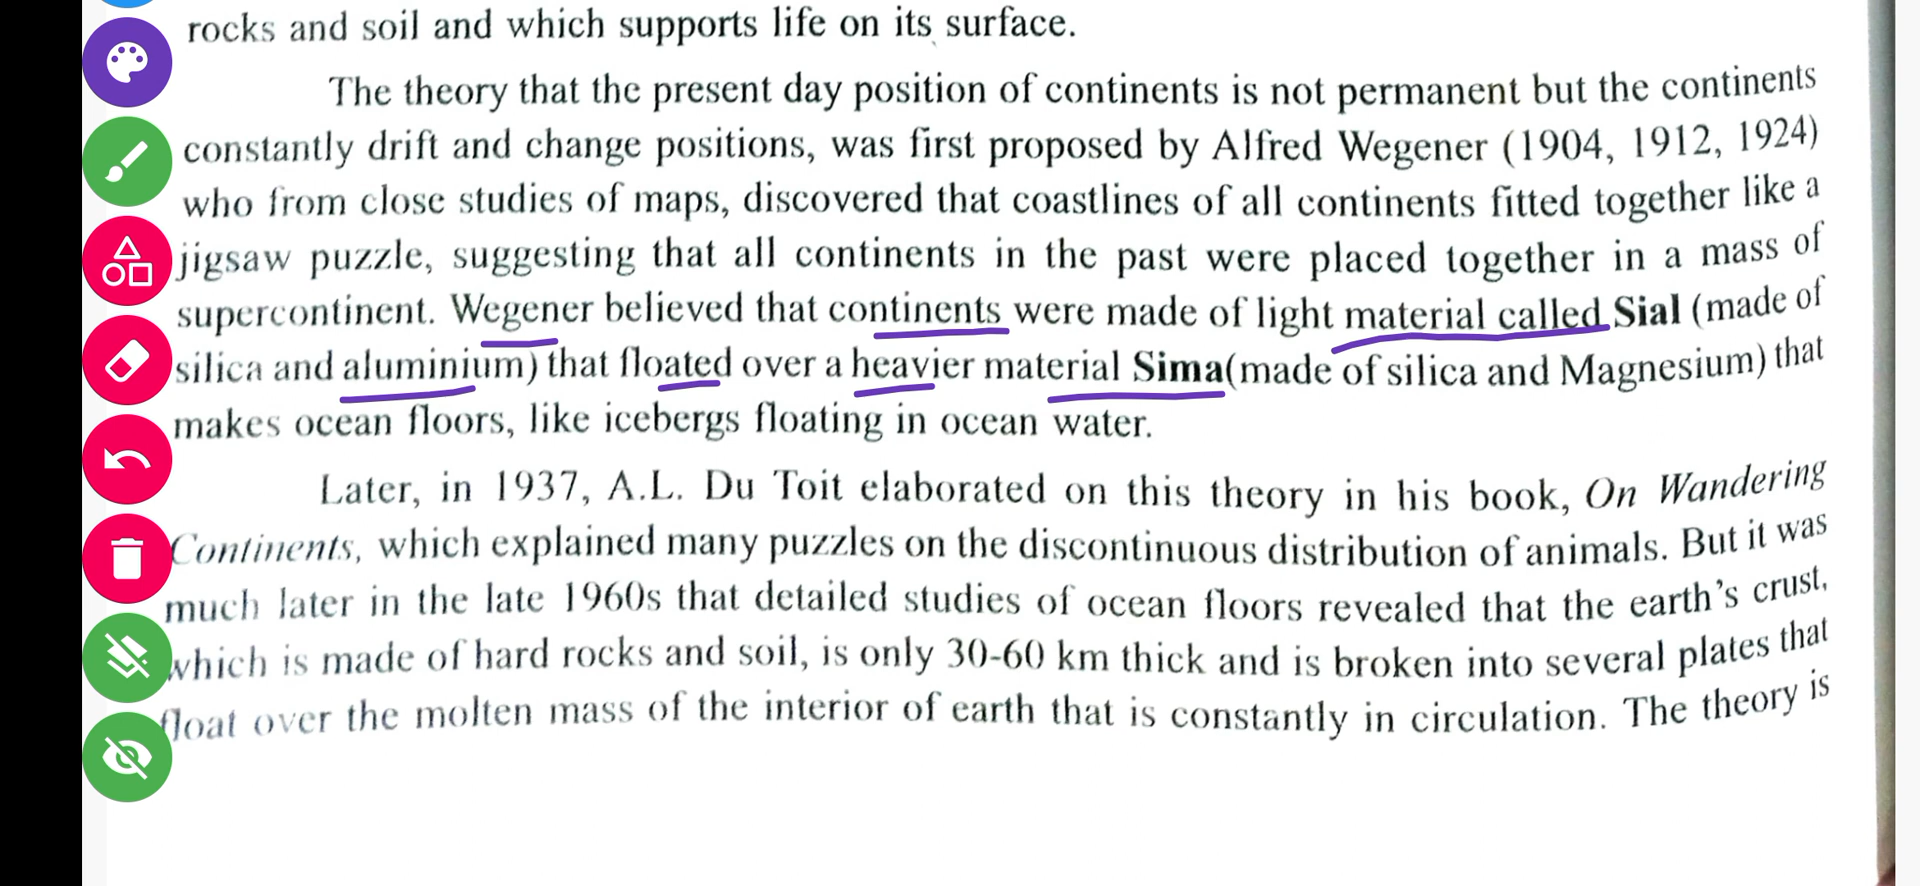 rocks and soil and which supports life on its surface.
The theory that the present day position of continents is not permanent but the continents
constantly drift and change positions, was first proposed by Alfred Wegener (1904, 1912, 1924)
who from close studies of maps, discovered that coastlines of all continents fitted together like a
jigsaw puzzle, suggesting that all continents in the past were placed together in a mass of
supercontinent. Wegener believed that continents were made of light material called Sial (made of
silica and aluminium) that floated over a heavier material Sima(made of silica and Magnesium) that
makes ocean floors, like icebergs floating in ocean water.
Later, in 1937, A.L. Du Toit elaborated on this theory in his book, On Wandering
Continents, which explained many puzzles on the discontinuous distribution of animals. But it was
much later in the late 1960s that detailed studies of ocean floors revealed that the earth's crust,
which is made of hard rocks and soil, is only 30-60 km thick and is broken into several plates that
float over the molten mass of the interior of earth that is constantly in circulation. The theory is